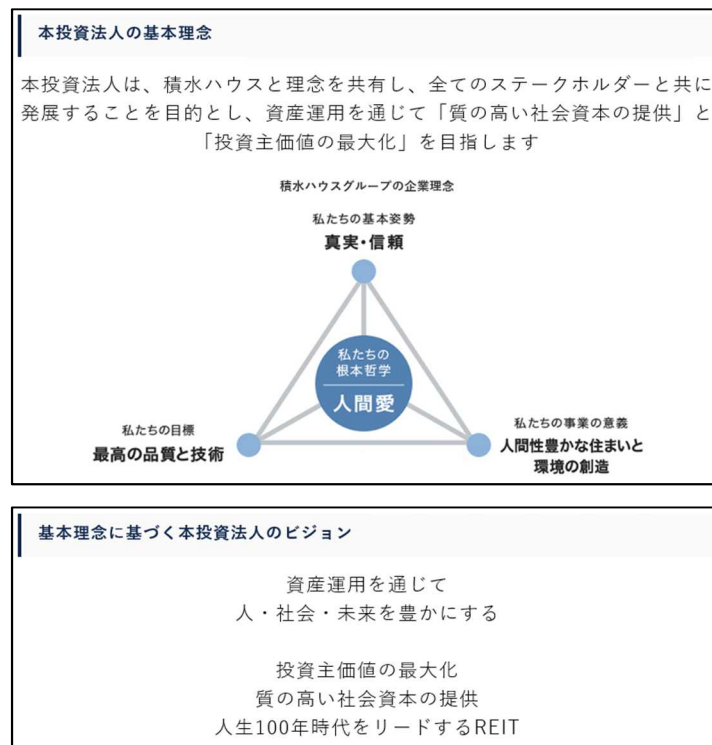 本投資法人の基本理念
本投資法人は、積水ハウスと理念を共有し、全てのステークホルダーと共に
発展することを目的とし、資産運用を通じて「質の高い社会資本の提供」と
「投資主価値の最大化」を目指します
積水ハウスグループの企業理念
私たちの基本姿勢
真実・信頼
私たちの
根本哲学
人間愛
私たちの目標
最高の品質と技術
私たちの事業の意義
人間性豊かな住まいと
環境の創造
基本理念に基づく本投資法人のビジョン
資産運用を通じて
人・社会・未来を豊かにする
投資主価値の最大化
質の高い社会資本の提供
人生100年時代をリードするREIT